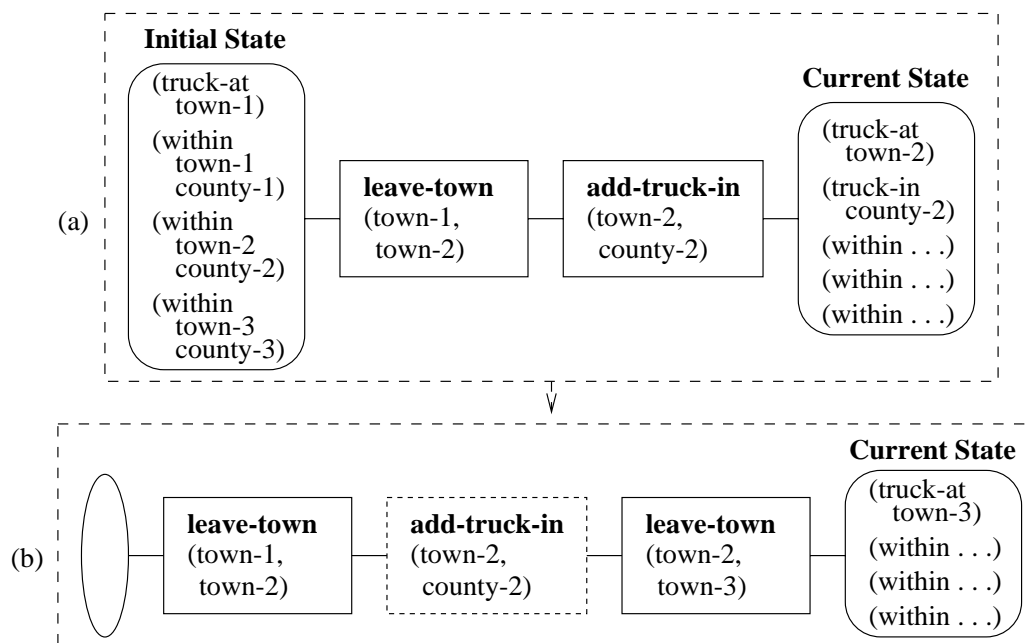 Initial State
(truck-at
town-1)
(within
town-1
county-1)
(within
town-2
county-2)
(within
town-3
county-3)
(a)
leave-town
(town-1,
town-2)
add-truck-in
(town-2,
county-2)
Current State
(truck-at
town-2)
(truck-in
county-2)
(within . . .)
(within . . .)
(within . . .)
(b)
leave-town
(town-1,
town-2)
add-truck-in
(town-2,
county-2)
leave-town
(town-2,
town-3)
Current State
(truck-at
town-3)
(within . . .)
(within . . .)
(within . . .)